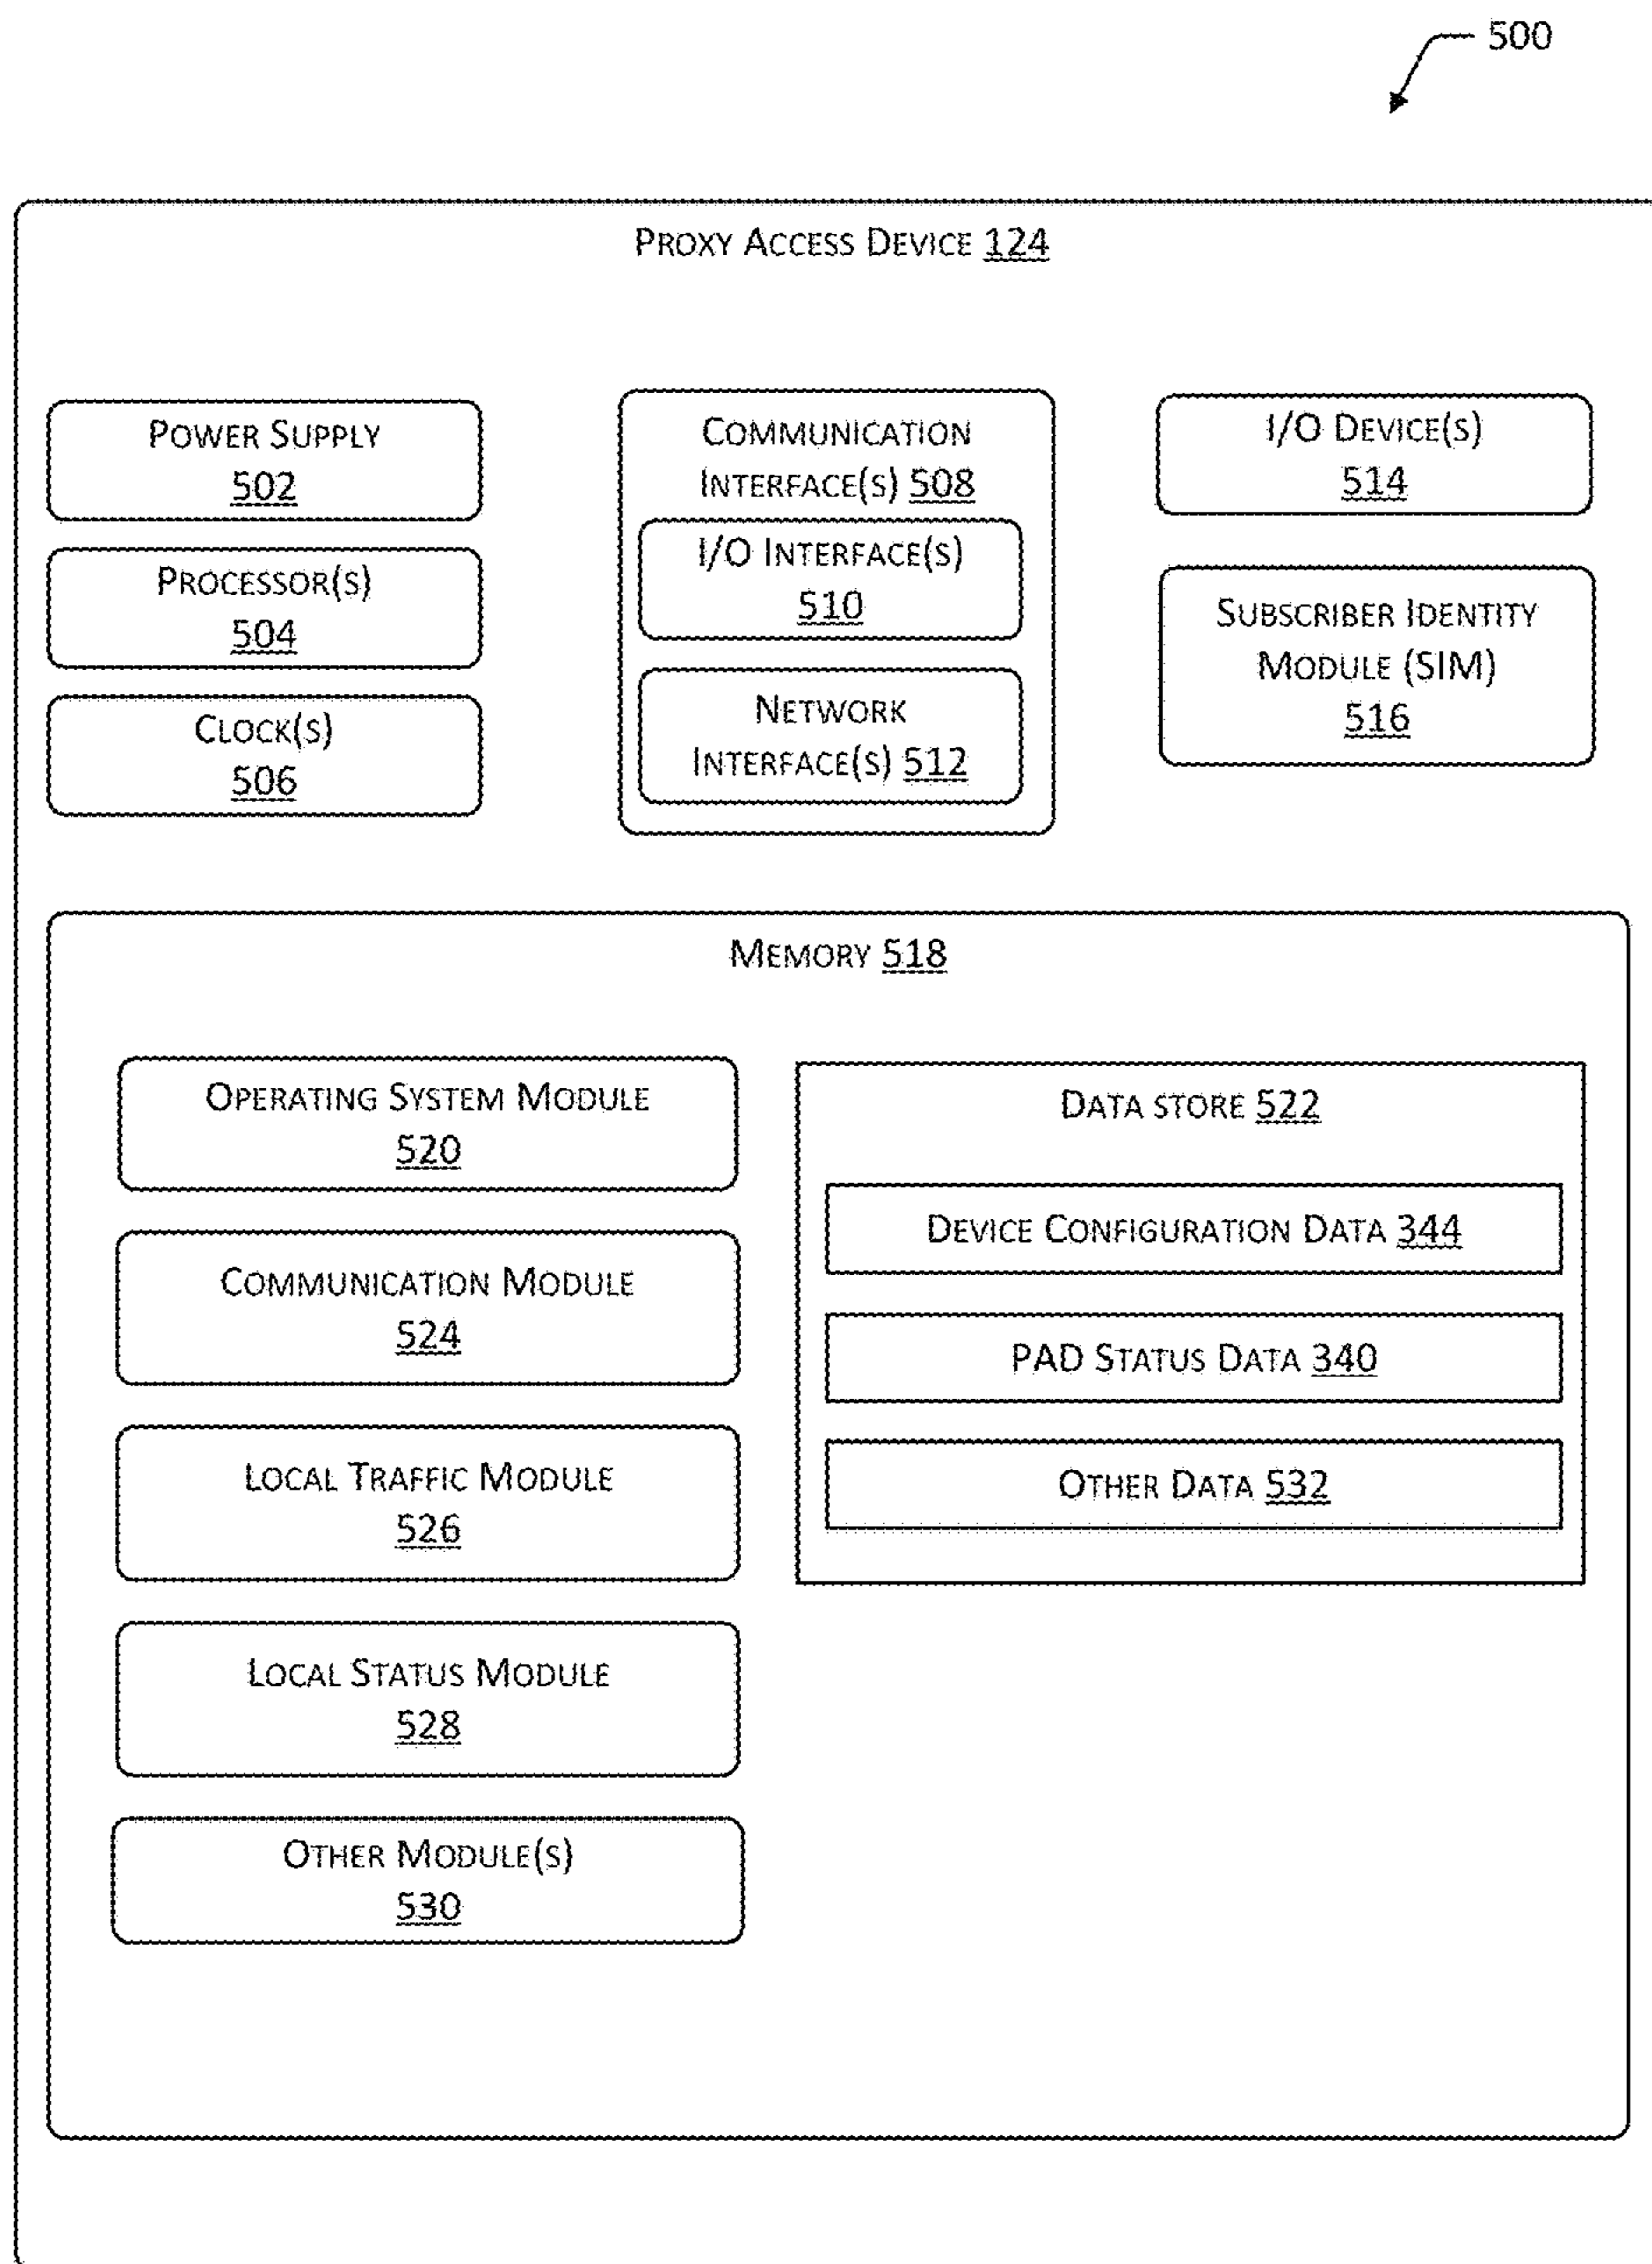 500
PROXY ACCESS DEVICE 124
POWER SUPPLY
502
PROCESSOR(S)
504
CLOCK(S)
506
COMMUNICATION
INTERFACE(S) 508
I/O INTERFACE(S)
510
NETWORK
INTERFACE(S) 512
I/O DEVICE(S)
514
SUBSCRIBER IDENTITY
MODULE (SIM)
516
MEMORY 518
OPERATING SYSTEM MODULE
520
COMMUNICATION MODULE
524
LOCAL TRAFFIC MODULE
526
LOCAL STATUS MODULE
528
OTHER MODULE(S)
530
DATA STORE 522
DEVICE CONFIGURATION DATA 344
PAD STATUS DATA 340
OTHER DATA 532